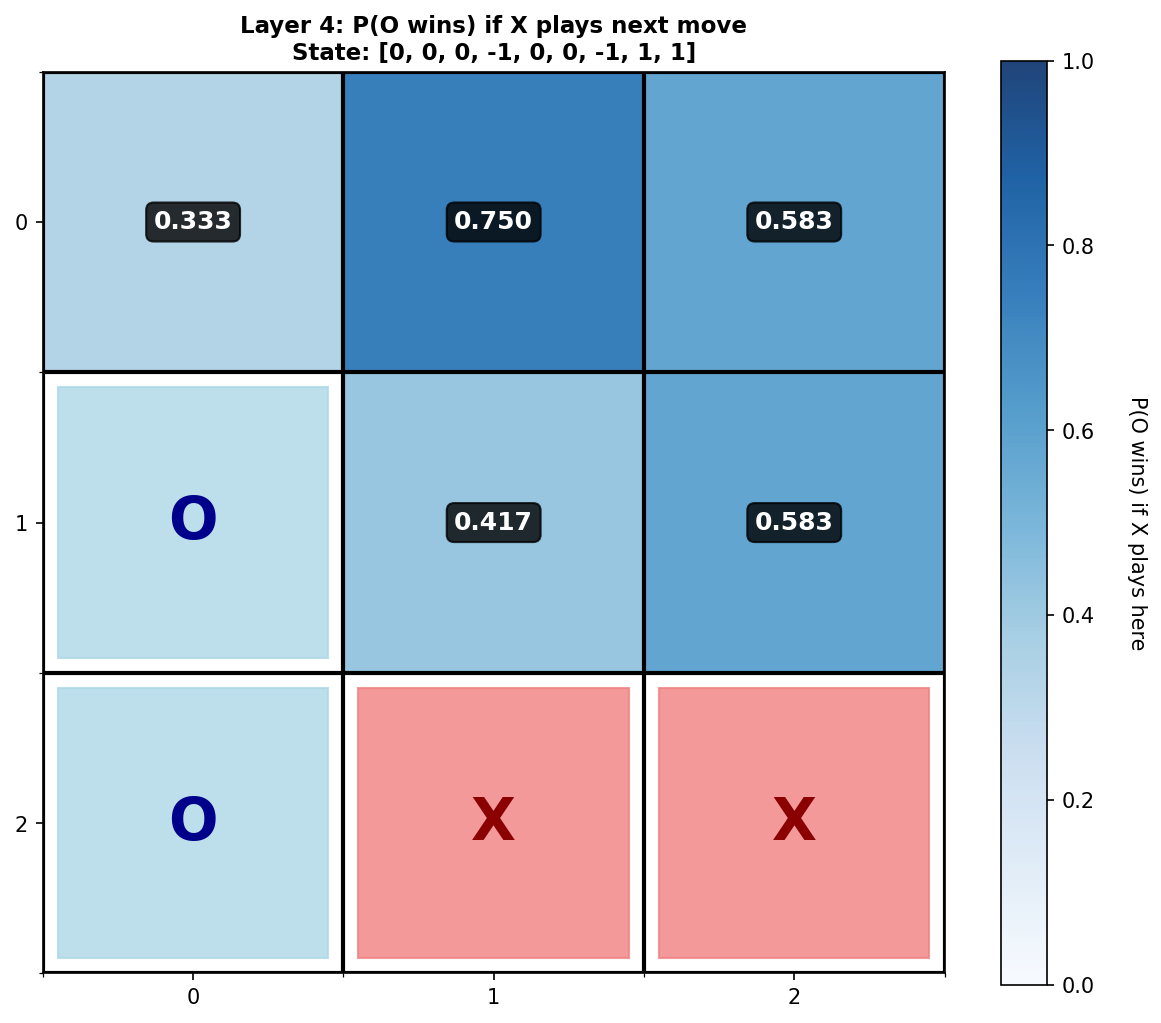 Layer 4: P(O wins) if X plays next move
State: [0, 0, 0, -1, 0, 0, -1, 1, 1]
0 0.333 0.750 0.583
1 O 0.417 0.583
2 O X X
0 1 2
1.0
0.8
0.6
0.4
0.2
0.0
P(O wins) if X plays here